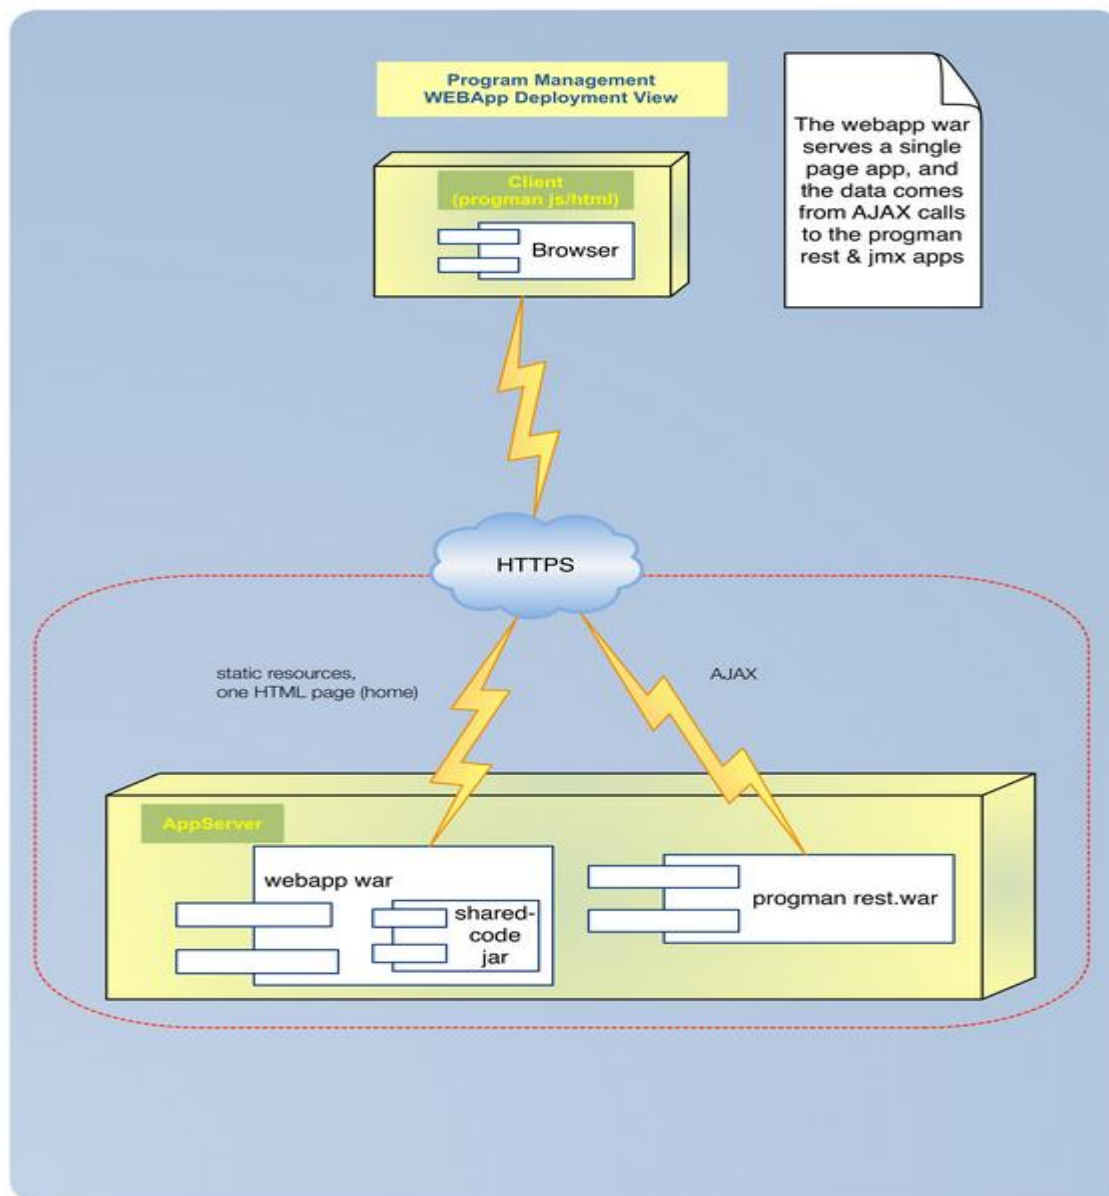 Program Management
WEBApp Deployment View
The webapp war
serves a single
page app, and
the data comes
from AJAX calls
to the progman
rest & jmx apps
Client
(progman js/html)
Browser
HTTPS
static resources,
one HTML page (home)
AJAX
AppServer
webapp war
shared-
code
jar
progman rest.war